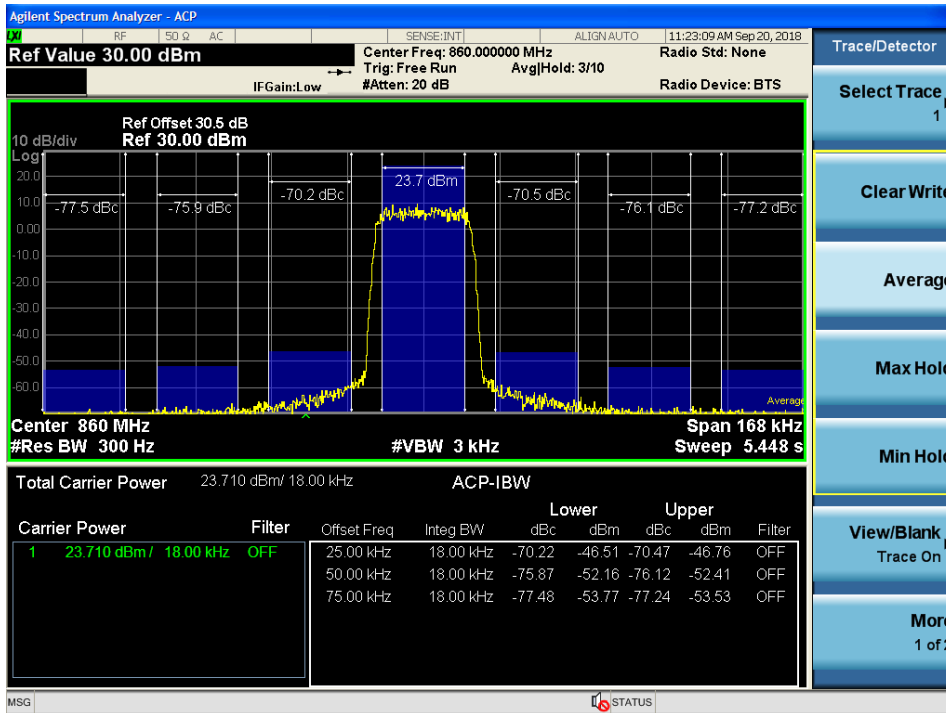 Agilent Spectrum Analyzer - ACP
LXI RF 50 Ω AC SENSE:INT ALIGN AUTO 11:23:09 AM Sep 20, 2018
Ref Value 30.00 dBm
Center Freq: 860.000000 MHz Radio Std: None
Trig: Free Run Avg|Hold: 3/10
IFGain:Low #Atten: 20 dB Radio Device: BTS
Ref Offset 30.5 dB
10 dB/div Ref 30.00 dBm
Log
20.0
10.0
0.00
-10.0
-20.0
-30.0
-40.0
-50.0
-60.0
-77.5 dBc -75.9 dBc -70.2 dBc 23.7 dBm -70.5 dBc -76.1 dBc -77.2 dBc
Average
Center 860 MHz Span 168 kHz
#Res BW 300 Hz #VBW 3 kHz Sweep 5.448 s
Total Carrier Power 23.710 dBm/ 18.00 kHz ACP-IBW
Lower Upper
Carrier Power Filter Offset Freq Integ BW dBc dBm dBc dBm Filter
1 23.710 dBm / 18.00 kHz OFF 25.00 kHz 18.00 kHz -70.22 -46.51 -70.47 -46.76 OFF
50.00 kHz 18.00 kHz -75.87 -52.16 -76.12 -52.41 OFF
75.00 kHz 18.00 kHz -77.48 -53.77 -77.24 -53.53 OFF
MSG STATUS
Trace/Detector
Select Trace
1
Clear Write
Average
Max Hold
Min Hold
View/Blank
Trace On
More
1 of 2